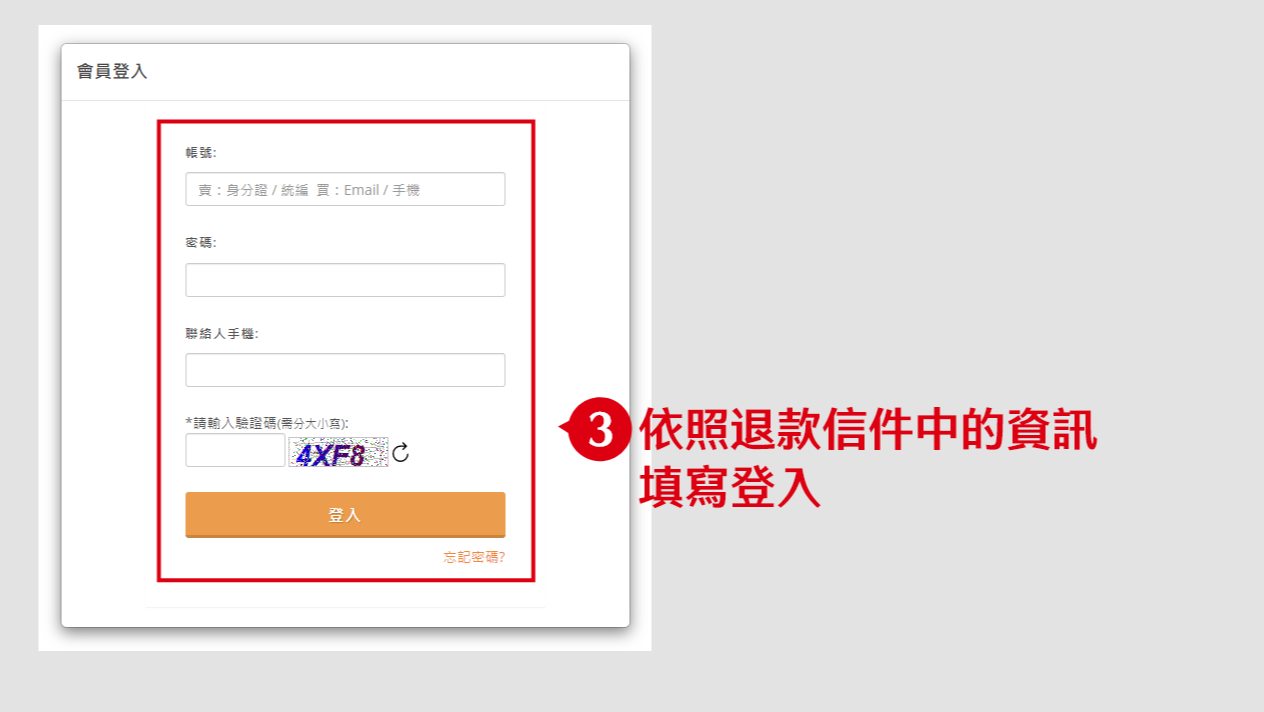 會員登入
帳號:
賣：身分證 / 統編 買：Email / 手機
密碼:
聯絡人手機:
*請輸入驗證碼(需分大小寫):
4XF8
登入
忘記密碼?
3 依照退款信件中的資訊
填寫登入